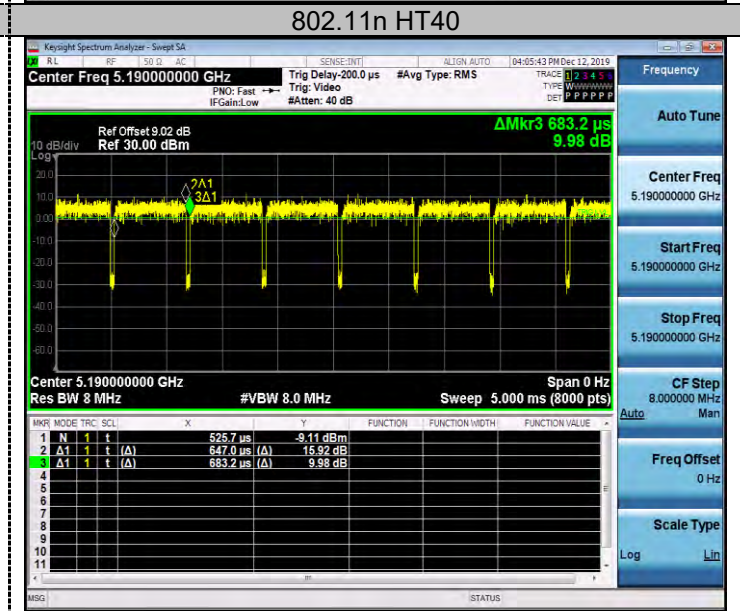 802.11n HT40
Keysight Spectrum Analyzer - Swept SA
RL RF 50 Ω AC SENSE:INT ALIGN AUTO 04:05:43 PM Dec 12, 2019
Center Freq 5.190000000 GHz Trig Delay-200.0 µs #Avg Type: RMS TRACE 1 2 3 4 5 6
PNO: Fast Trig: Video TYPE W
IFGain:Low #Atten: 40 dB DET P P P P P P
Frequency
Auto Tune
Ref Offset 9.02 dB ΔMkr3 683.2 µs
10 dB/div Ref 30.00 dBm 9.98 dB
Log
20.0
10.0
0.00
-10.0
-20.0
-30.0
-40.0
-50.0
-60.0
2Δ1
3Δ1
Center Freq
5.190000000 GHz
Start Freq
5.190000000 GHz
Stop Freq
5.190000000 GHz
Center 5.190000000 GHz Span 0 Hz
Res BW 8 MHz #VBW 8.0 MHz Sweep 5.000 ms (8000 pts)
CF Step
8.000000 MHz
Auto Man
MKR MODE TRC SCL X Y FUNCTION FUNCTION WIDTH FUNCTION VALUE
1 N 1 t 525.7 µs -9.11 dBm
2 Δ1 1 t (Δ) 647.0 µs (Δ) 15.92 dB
3 Δ1 1 t (Δ) 683.2 µs (Δ) 9.98 dB
4
5
6
7
8
9
10
11
Freq Offset
0 Hz
Scale Type
Log Lin
MSG STATUS